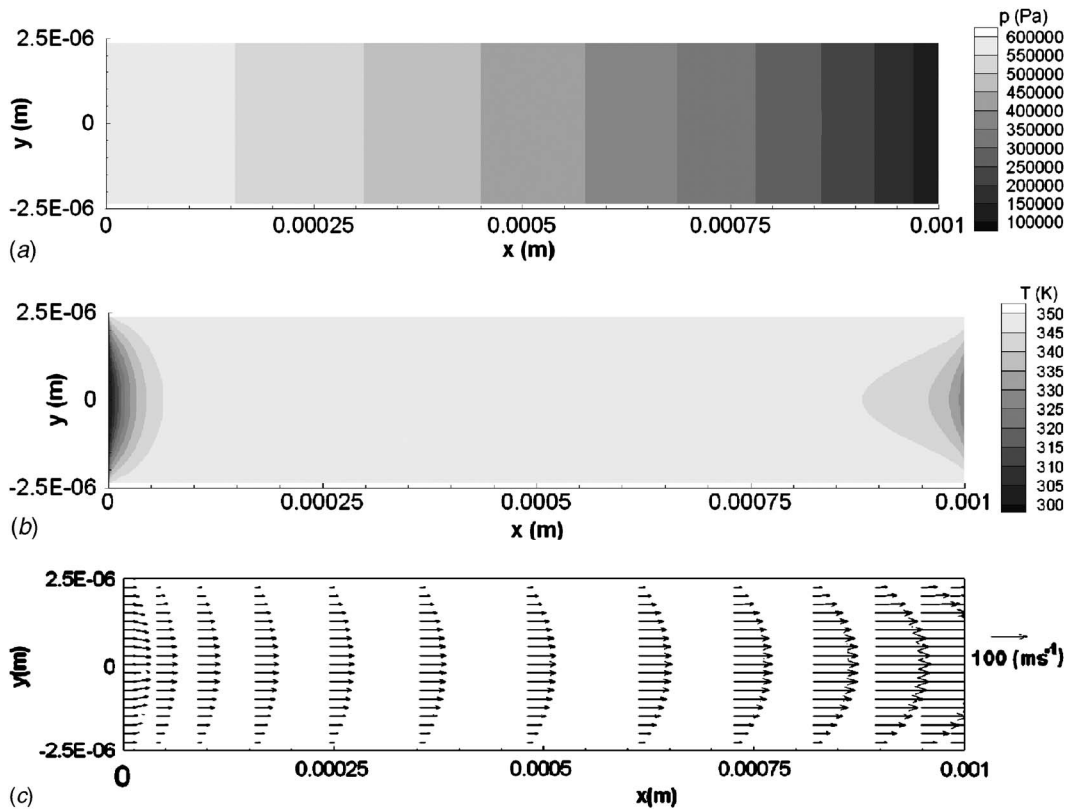 p (Pa)
2.5E-06
0
-2.5E-06
y (m)
600000
550000
500000
450000
400000
350000
300000
250000
200000
150000
100000
0
0.00025
0.0005
0.00075
0.001
x (m)
(a)
T (K)
2.5E-06
0
-2.5E-06
y (m)
350
345
340
335
330
325
320
315
310
305
300
0
0.00025
0.0005
0.00075
0.001
x (m)
(b)
2.5E-06
0
-2.5E-06
y(m)
100 (ms⁻¹)
0
0.00025
0.0005
0.00075
0.001
x(m)
(c)